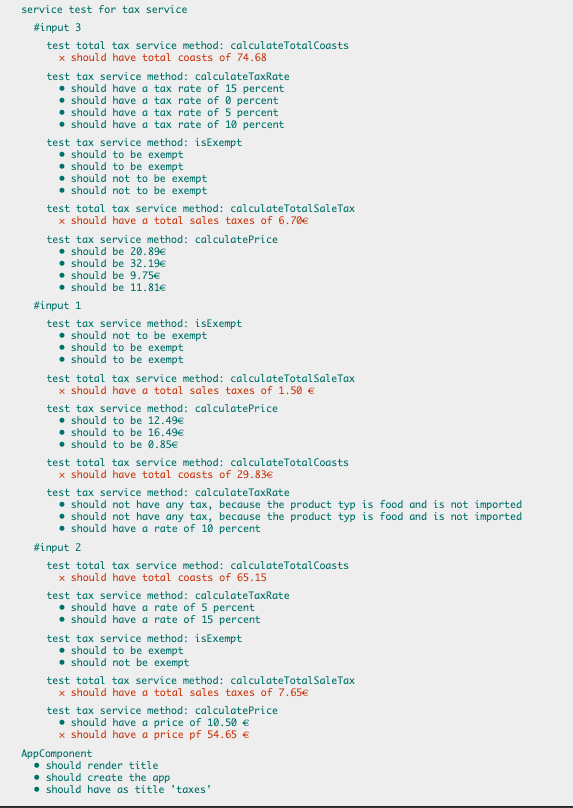 service test for tax service
#input 3
test total tax service method: calculateTotalCoasts
× should have total coasts of 74.68
test tax service method: calculateTaxRate
• should have a tax rate of 15 percent
• should have a tax rate of 0 percent
• should have a tax rate of 5 percent
• should have a tax rate of 10 percent
test tax service method: isExempt
• should to be exempt
• should to be exempt
• should not to be exempt
• should not to be exempt
test total tax service method: calculateTotalSaleTax
× should have a total sales taxes of 6.70€
test tax service method: calculatePrice
• should be 20.89€
• should be 32.19€
• should be 9.75€
• should be 11.81€
#input 1
test tax service method: isExempt
• should not to be exempt
• should to be exempt
• should to be exempt
test total tax service method: calculateTotalSaleTax
× should have a total sales taxes of 1.50 €
test tax service method: calculatePrice
• should to be 12.49€
• should to be 16.49€
• should to be 0.85€
test total tax service method: calculateTotalCoasts
× should have total coasts of 29.83€
test tax service method: calculateTaxRate
• should not have any tax, because the product typ is food and is not imported
• should not have any tax, because the product typ is food and is not imported
• should have a rate of 10 percent
#input 2
test total tax service method: calculateTotalCoasts
× should have total coasts of 65.15
test tax service method: calculateTaxRate
• should have a rate of 5 percent
• should have a rate of 15 percent
test tax service method: isExempt
• should to be exempt
• should not be exempt
test total tax service method: calculateTotalSaleTax
× should have a total sales taxes of 7.65€
test tax service method: calculatePrice
• should have a price of 10.50 €
× should have a price pf 54.65 €
AppComponent
• should render title
• should create the app
• should have as title 'taxes'